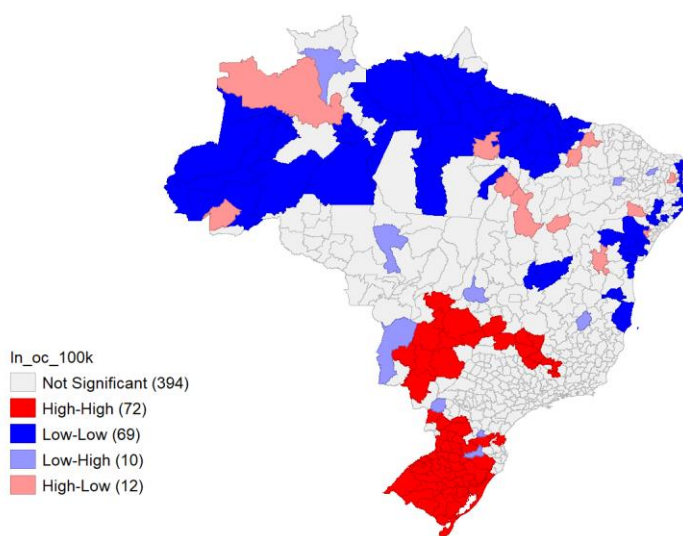 ln_oc_100k
Not Significant (394)
High-High (72)
Low-Low (69)
Low-High (10)
High-Low (12)